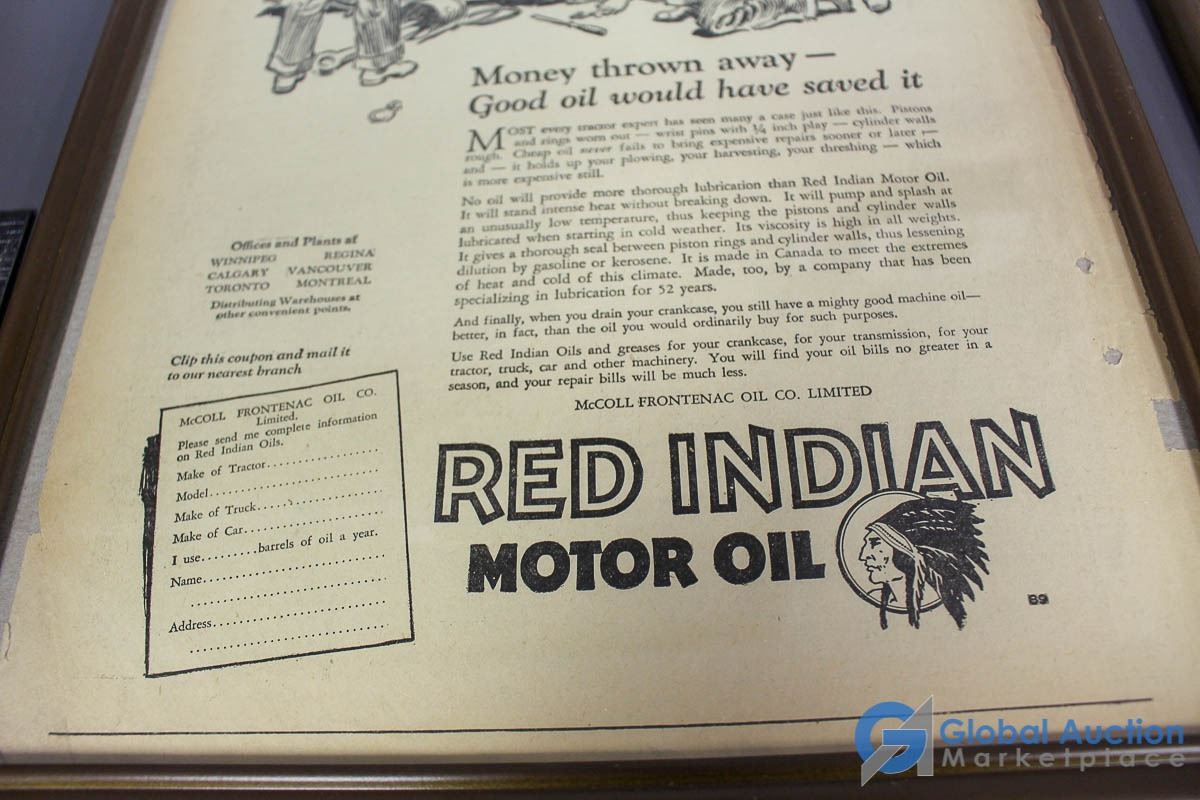 Money thrown away —
Good oil would have saved it
MOST every tractor expert has seen many a case just like this. Pistons
and rings worn out — wrist pins with ¼ inch play — cylinder walls
rough. Cheap oil never fails to bring expensive repairs sooner or later —
and — it holds up your plowing, your harvesting, your threshing — which
is more expensive still.
No oil will provide more thorough lubrication than Red Indian Motor Oil.
It will stand intense heat without breaking down. It will pump and splash at
an unusually low temperature, thus keeping the pistons and cylinder walls
lubricated when starting in cold weather. Its viscosity is high in all weights.
It gives a thorough seal between piston rings and cylinder walls, thus lessening
dilution by gasoline or kerosene. It is made in Canada to meet the extremes
of heat and cold of this climate. Made, too, by a company that has been
specializing in lubrication for 52 years.
And finally, when you drain your crankcase, you still have a mighty good machine oil—
better, in fact, than the oil you would ordinarily buy for such purposes.
Use Red Indian Oils and greases for your crankcase, for your transmission, for your
tractor, truck, car and other machinery. You will find your oil bills no greater in a
season, and your repair bills will be much less.
McCOLL FRONTENAC OIL CO. LIMITED
RED INDIAN
MOTOR OIL
B9
Offices and Plants at
WINNIPEG REGINA
CALGARY VANCOUVER
TORONTO MONTREAL
Distributing Warehouses at
other convenient points.
Clip this coupon and mail it
to our nearest branch
McCOLL FRONTENAC OIL CO.
Limited.
Please send me complete information
on Red Indian Oils.
Make of Tractor....................
Model..............................
Make of Truck......................
Make of Car........................
I use.........barrels of oil a year.
Name...............................
...................................
Address............................
...................................
Global Auction
Marketplace